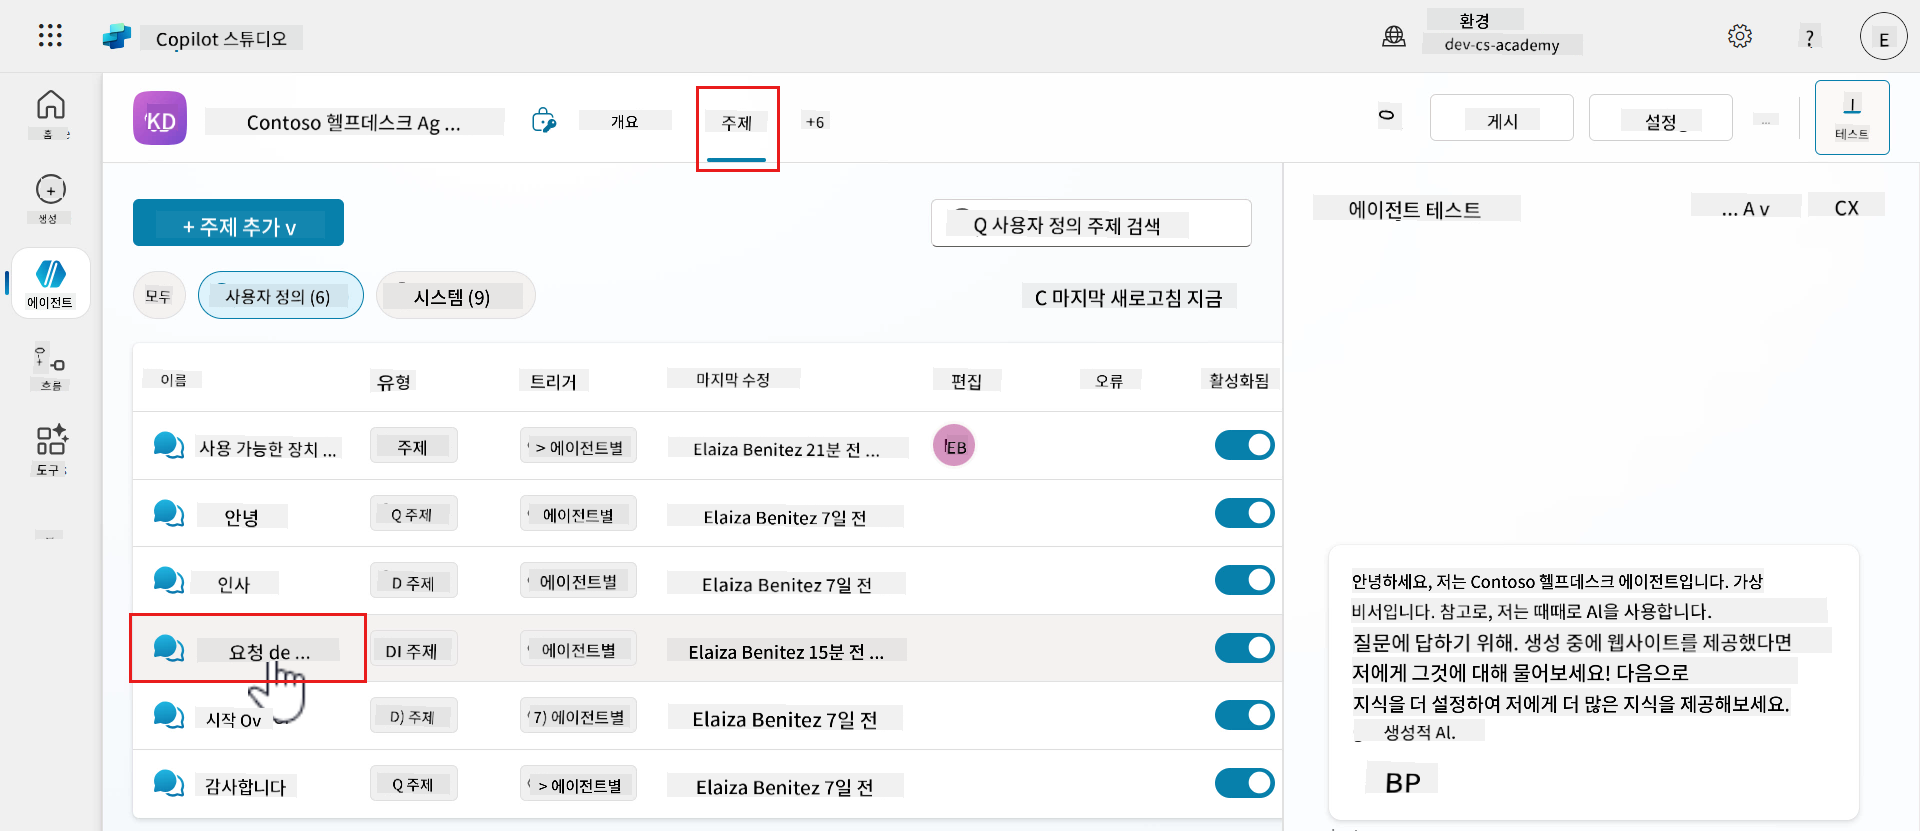 Copilot 스튜디오
환경
dev-cs-academy
?
E
홈
생성
에이전트
흐름
도구
KD
Contoso 헬프데스크 Ag ...
개요
주제
+6
게시
설정
...
테스트
+ 주제 추가 v
Q 사용자 정의 주제 검색
모두
사용자 정의 (6)
시스템 (9)
C 마지막 새로고침 지금
이름 유형 트리거 마지막 수정 편집 오류 활성화됨
사용 가능한 장치 ... 주제 > 에이전트별 Elaiza Benitez 21분 전 ... EB
안녕 Q 주제 에이전트별 Elaiza Benitez 7일 전
인사 D 주제 에이전트별 Elaiza Benitez 7일 전
요청 de ... DI 주제 에이전트별 Elaiza Benitez 15분 전 ...
시작 Ov D) 주제 7) 에이전트별 Elaiza Benitez 7일 전
감사합니다 Q 주제 > 에이전트별 Elaiza Benitez 7일 전
에이전트 테스트
... A v
CX
안녕하세요, 저는 Contoso 헬프데스크 에이전트입니다. 가상
비서입니다. 참고로, 저는 때때로 AI을 사용합니다.
질문에 답하기 위해. 생성 중에 웹사이트를 제공했다면
저에게 그것에 대해 물어보세요! 다음으로
지식을 더 설정하여 저에게 더 많은 지식을 제공해보세요.
생성적 AI.
BP